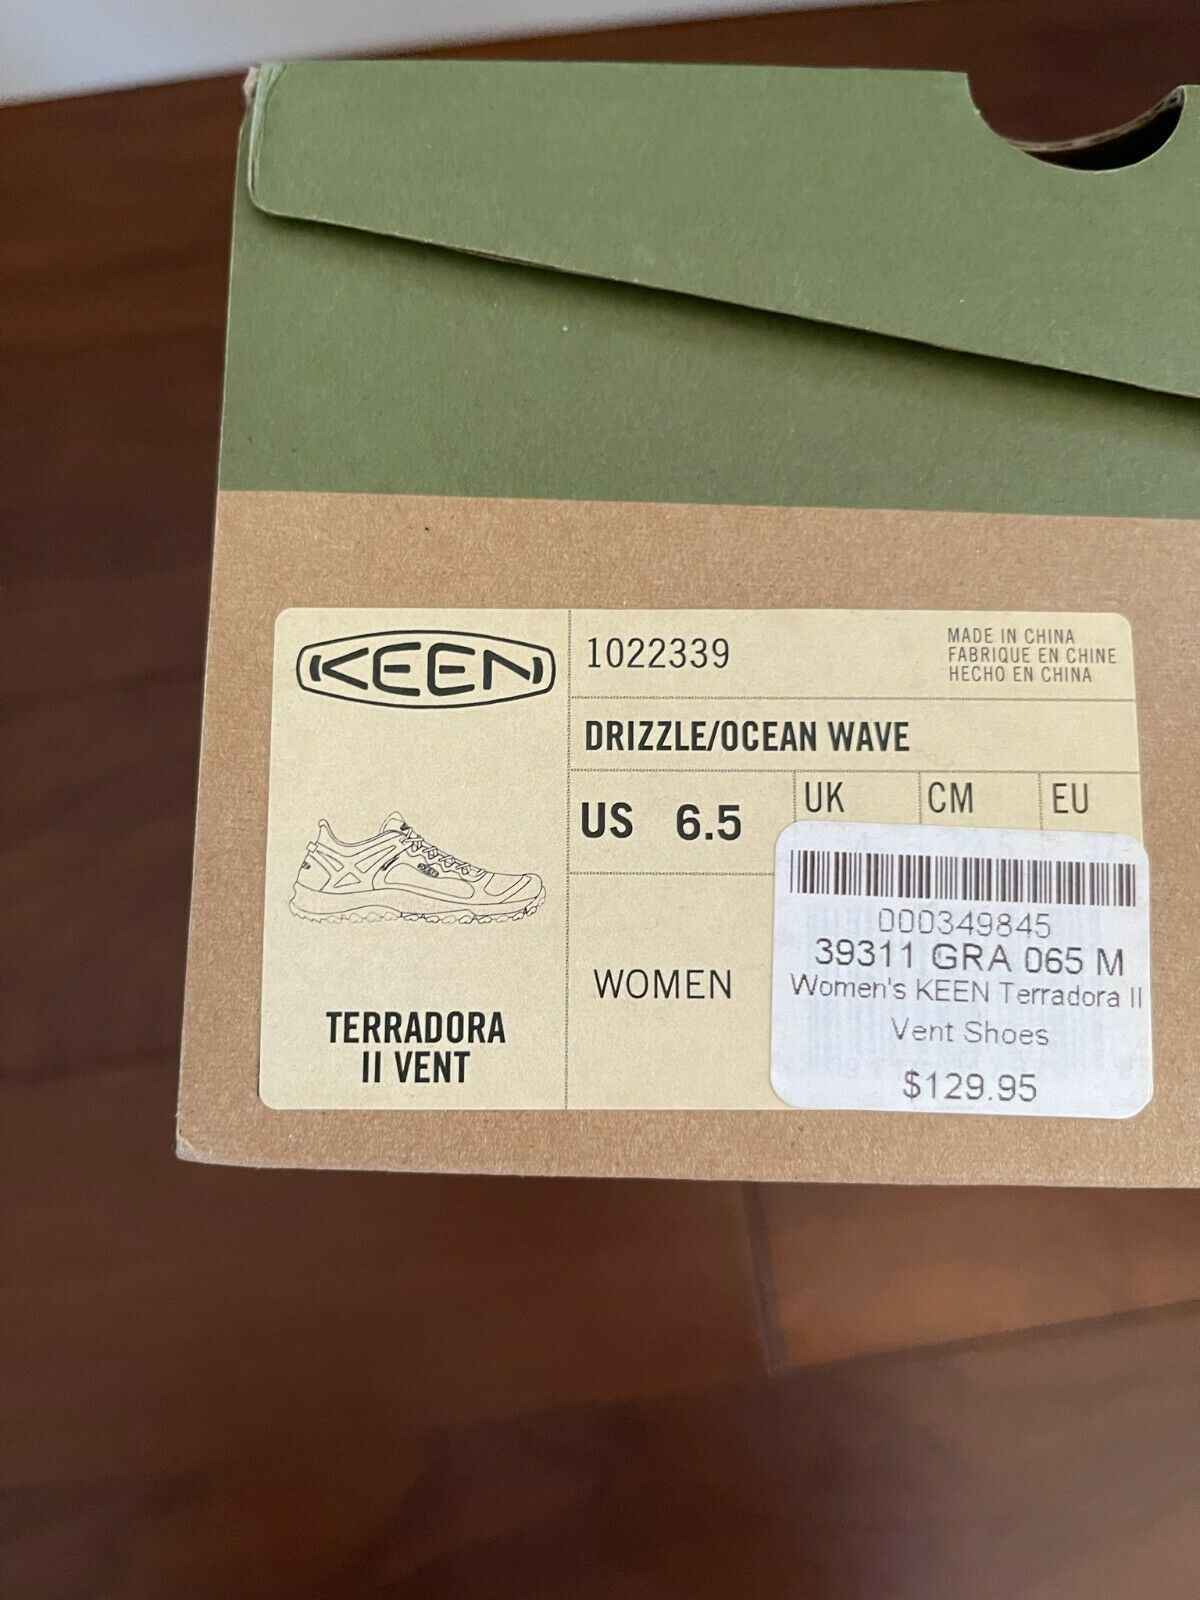 KEEN
TERRADORA
II VENT
1022339
MADE IN CHINA
FABRIQUE EN CHINE
HECHO EN CHINA
DRIZZLE/OCEAN WAVE
US 6.5
UK
CM
EU
WOMEN
000349845
39311 GRA 065 M
Women's KEEN Terradora II
Vent Shoes
$129.95